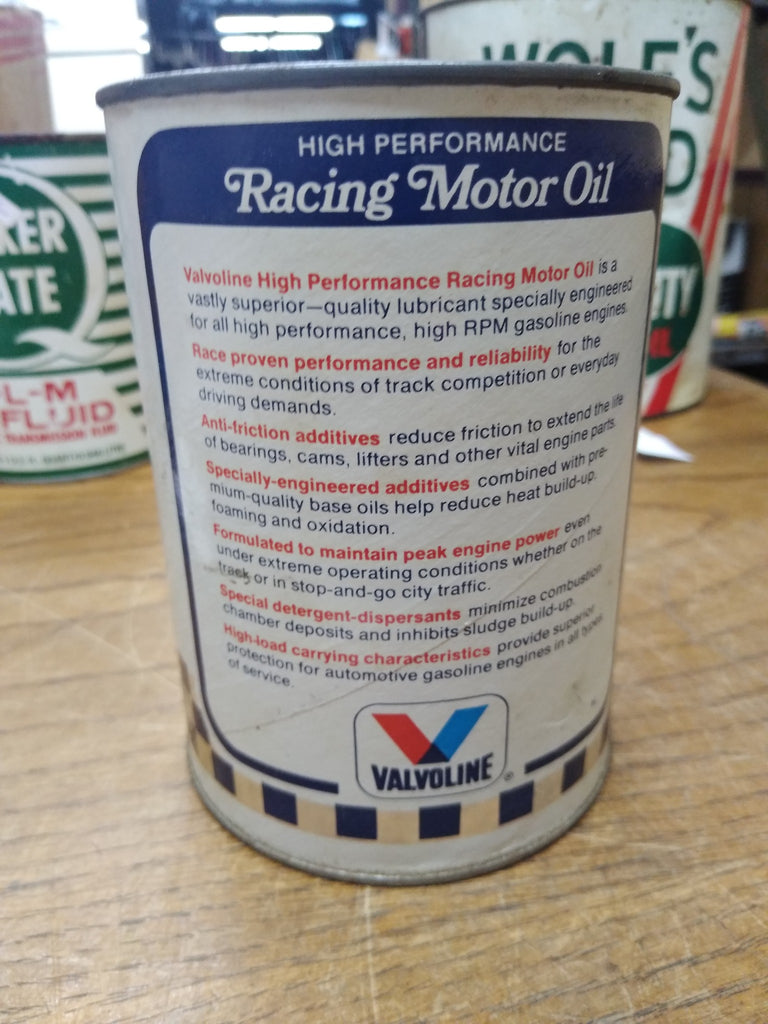 HIGH PERFORMANCE
Racing Motor Oil
Valvoline High Performance Racing Motor Oil is a
vastly superior—quality lubricant specially engineered
for all high performance, high RPM gasoline engines.
Race proven performance and reliability for the
extreme conditions of track competition or everyday
driving demands.
Anti-friction additives reduce friction to extend the life
of bearings, cams, lifters and other vital engine parts.
Specially-engineered additives combined with pre-
mium-quality base oils help reduce heat build-up,
foaming and oxidation.
Formulated to maintain peak engine power even
under extreme operating conditions whether on the
track or in stop-and-go city traffic.
Special detergent-dispersants minimize combustion
chamber deposits and inhibits sludge build-up.
High-load carrying characteristics provide superior
protection for automotive gasoline engines in all types
of service.
VALVOLINE ®
KER
ATE
L-M
FLUID
TRANSMISSION FLUID
WOLF'S
D
TY
IL